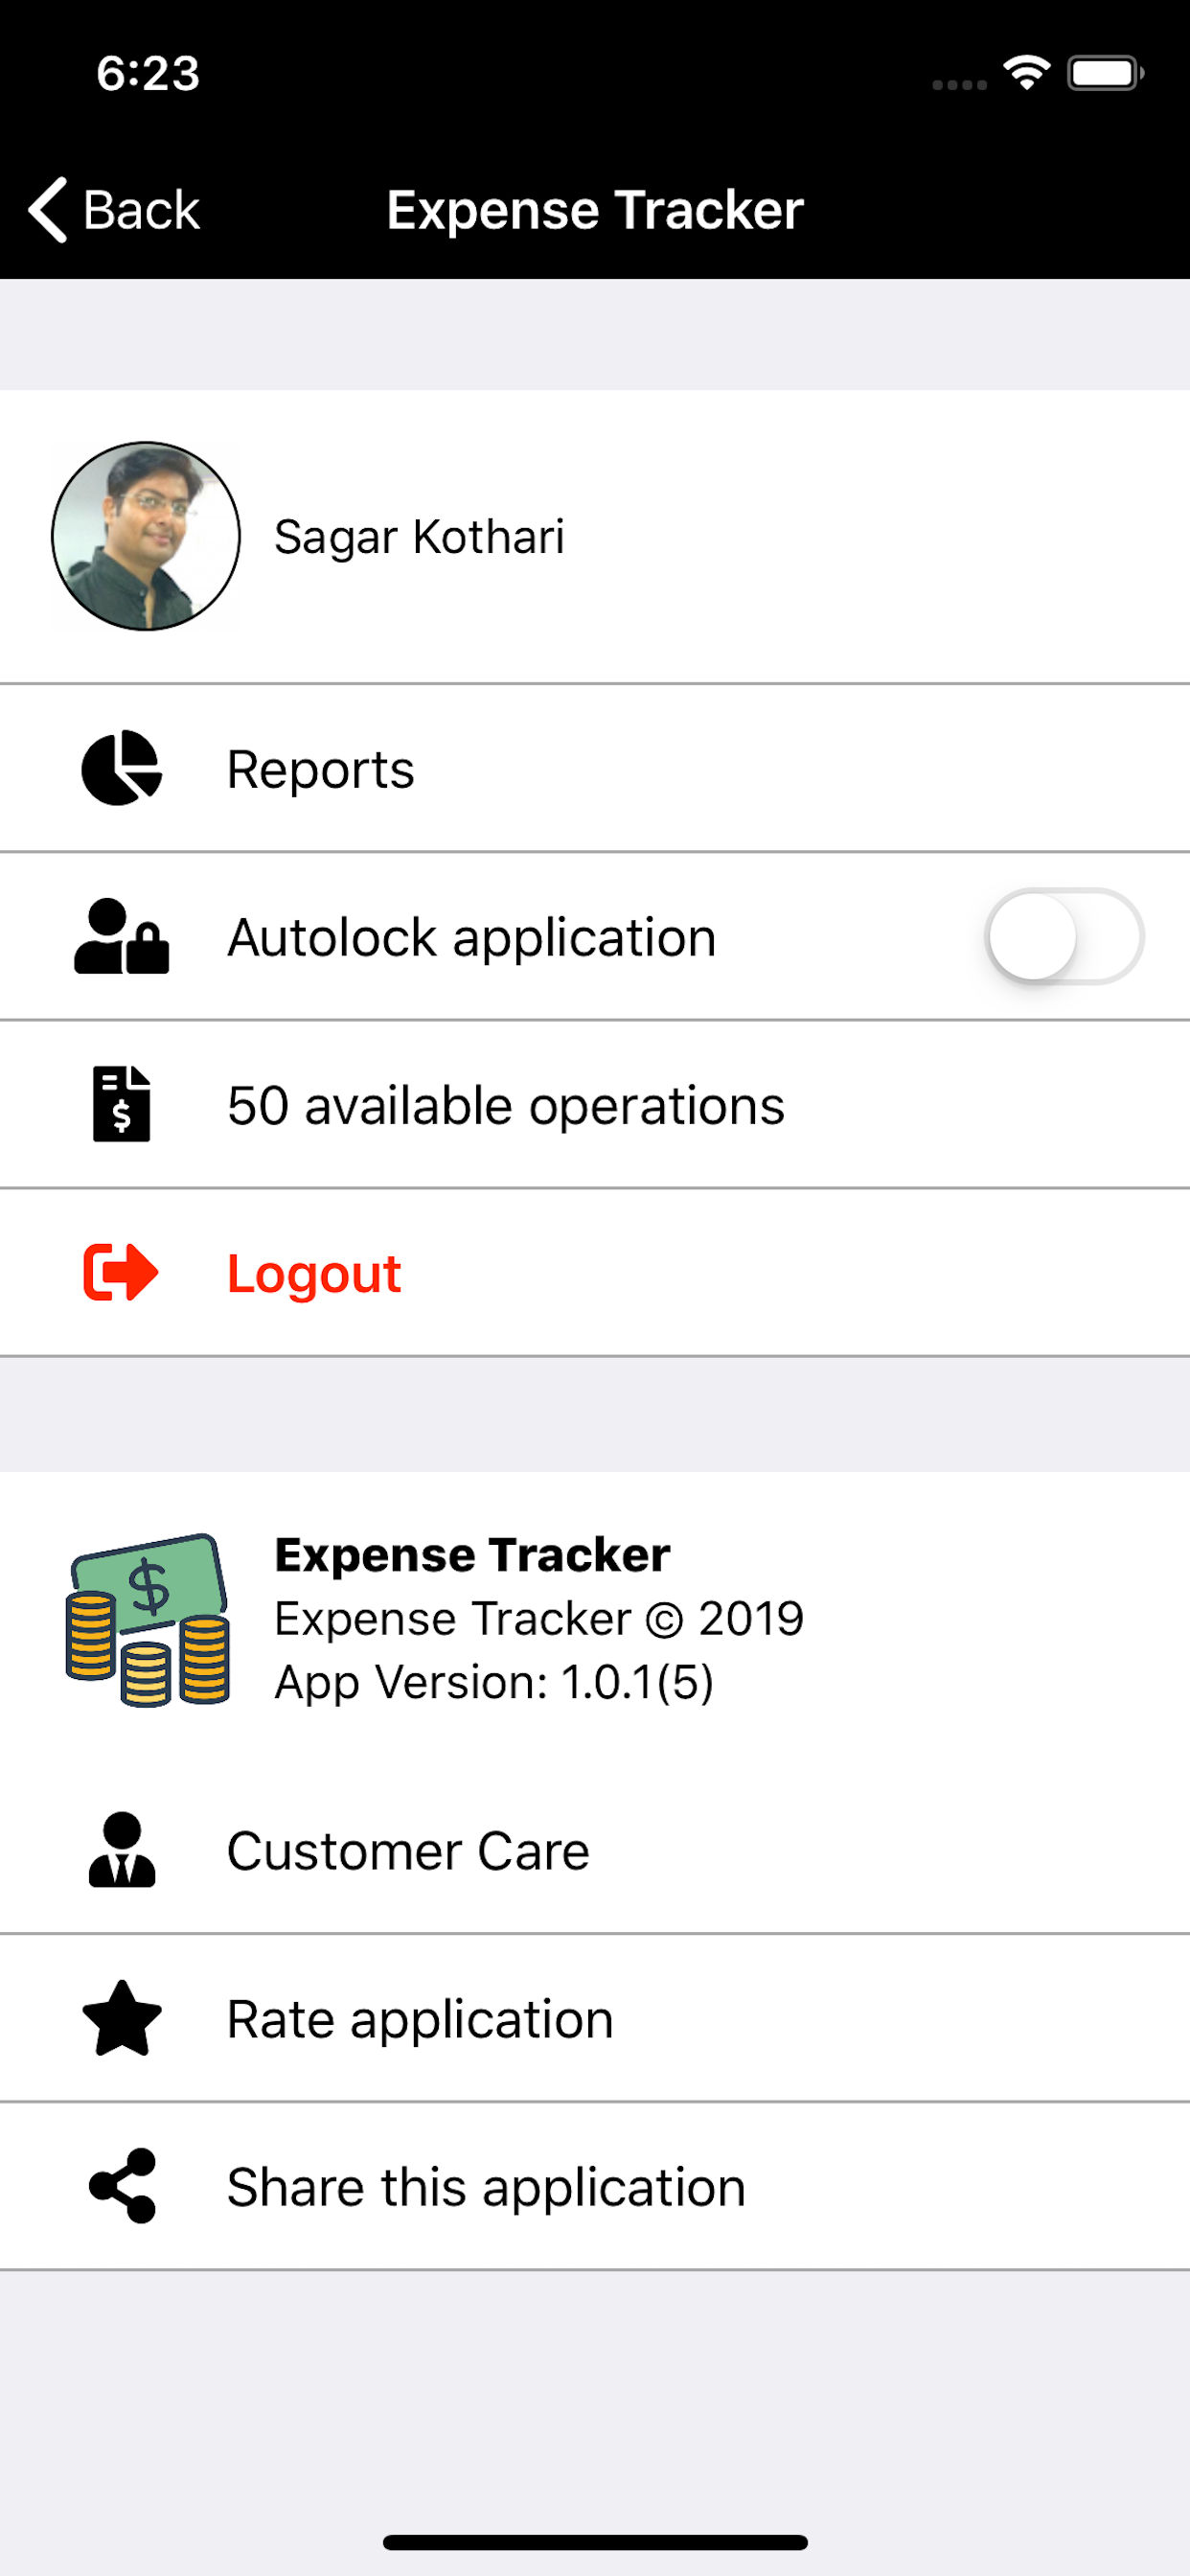 6:23
Back
Expense Tracker
Sagar Kothari
Reports
Autolock application
$
50 available operations
Logout
$
Expense Tracker
Expense Tracker © 2019
App Version: 1.0.1(5)
Customer Care
Rate application
Share this application